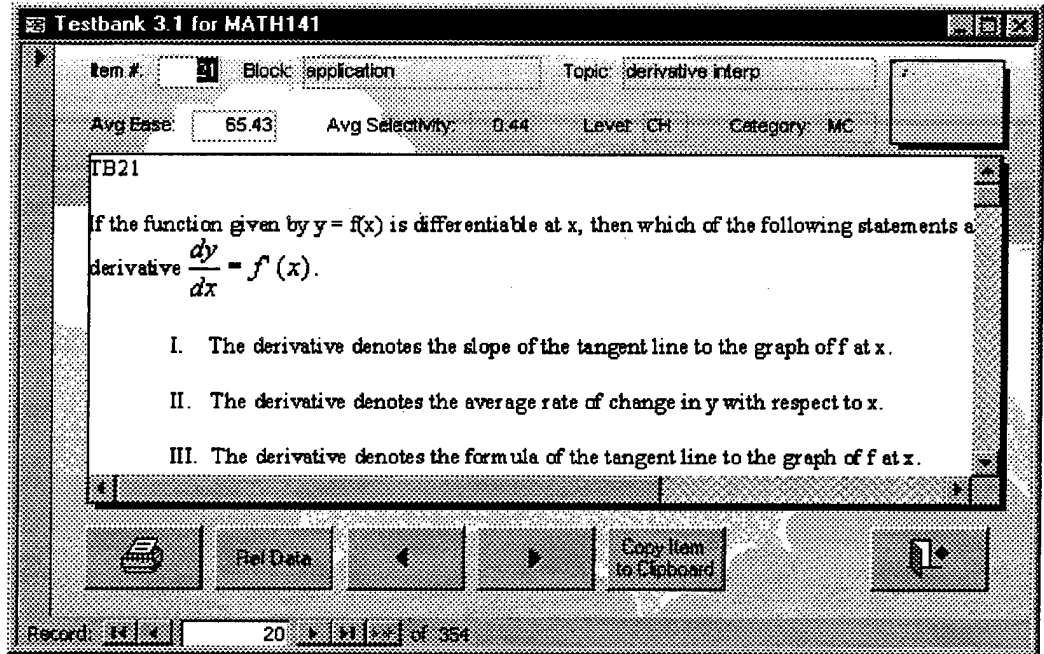 Testbank 3.1 for MATH141
Item #: 21 Block: application Topic: derivative interp
Avg Ease: 65.43 Avg Selectivity: 0.44 Level: CH Category: MC
TB21
If the function given by y = f(x) is differentiable at x, then which of the following statements a
derivative dy/dx = f' (x).
I. The derivative denotes the slope of the tangent line to the graph of f at x.
II. The derivative denotes the average rate of change in y with respect to x.
III. The derivative denotes the formula of the tangent line to the graph of f at x.
Rel Data Copy Item
to Clipboard
Record: 20 of 354